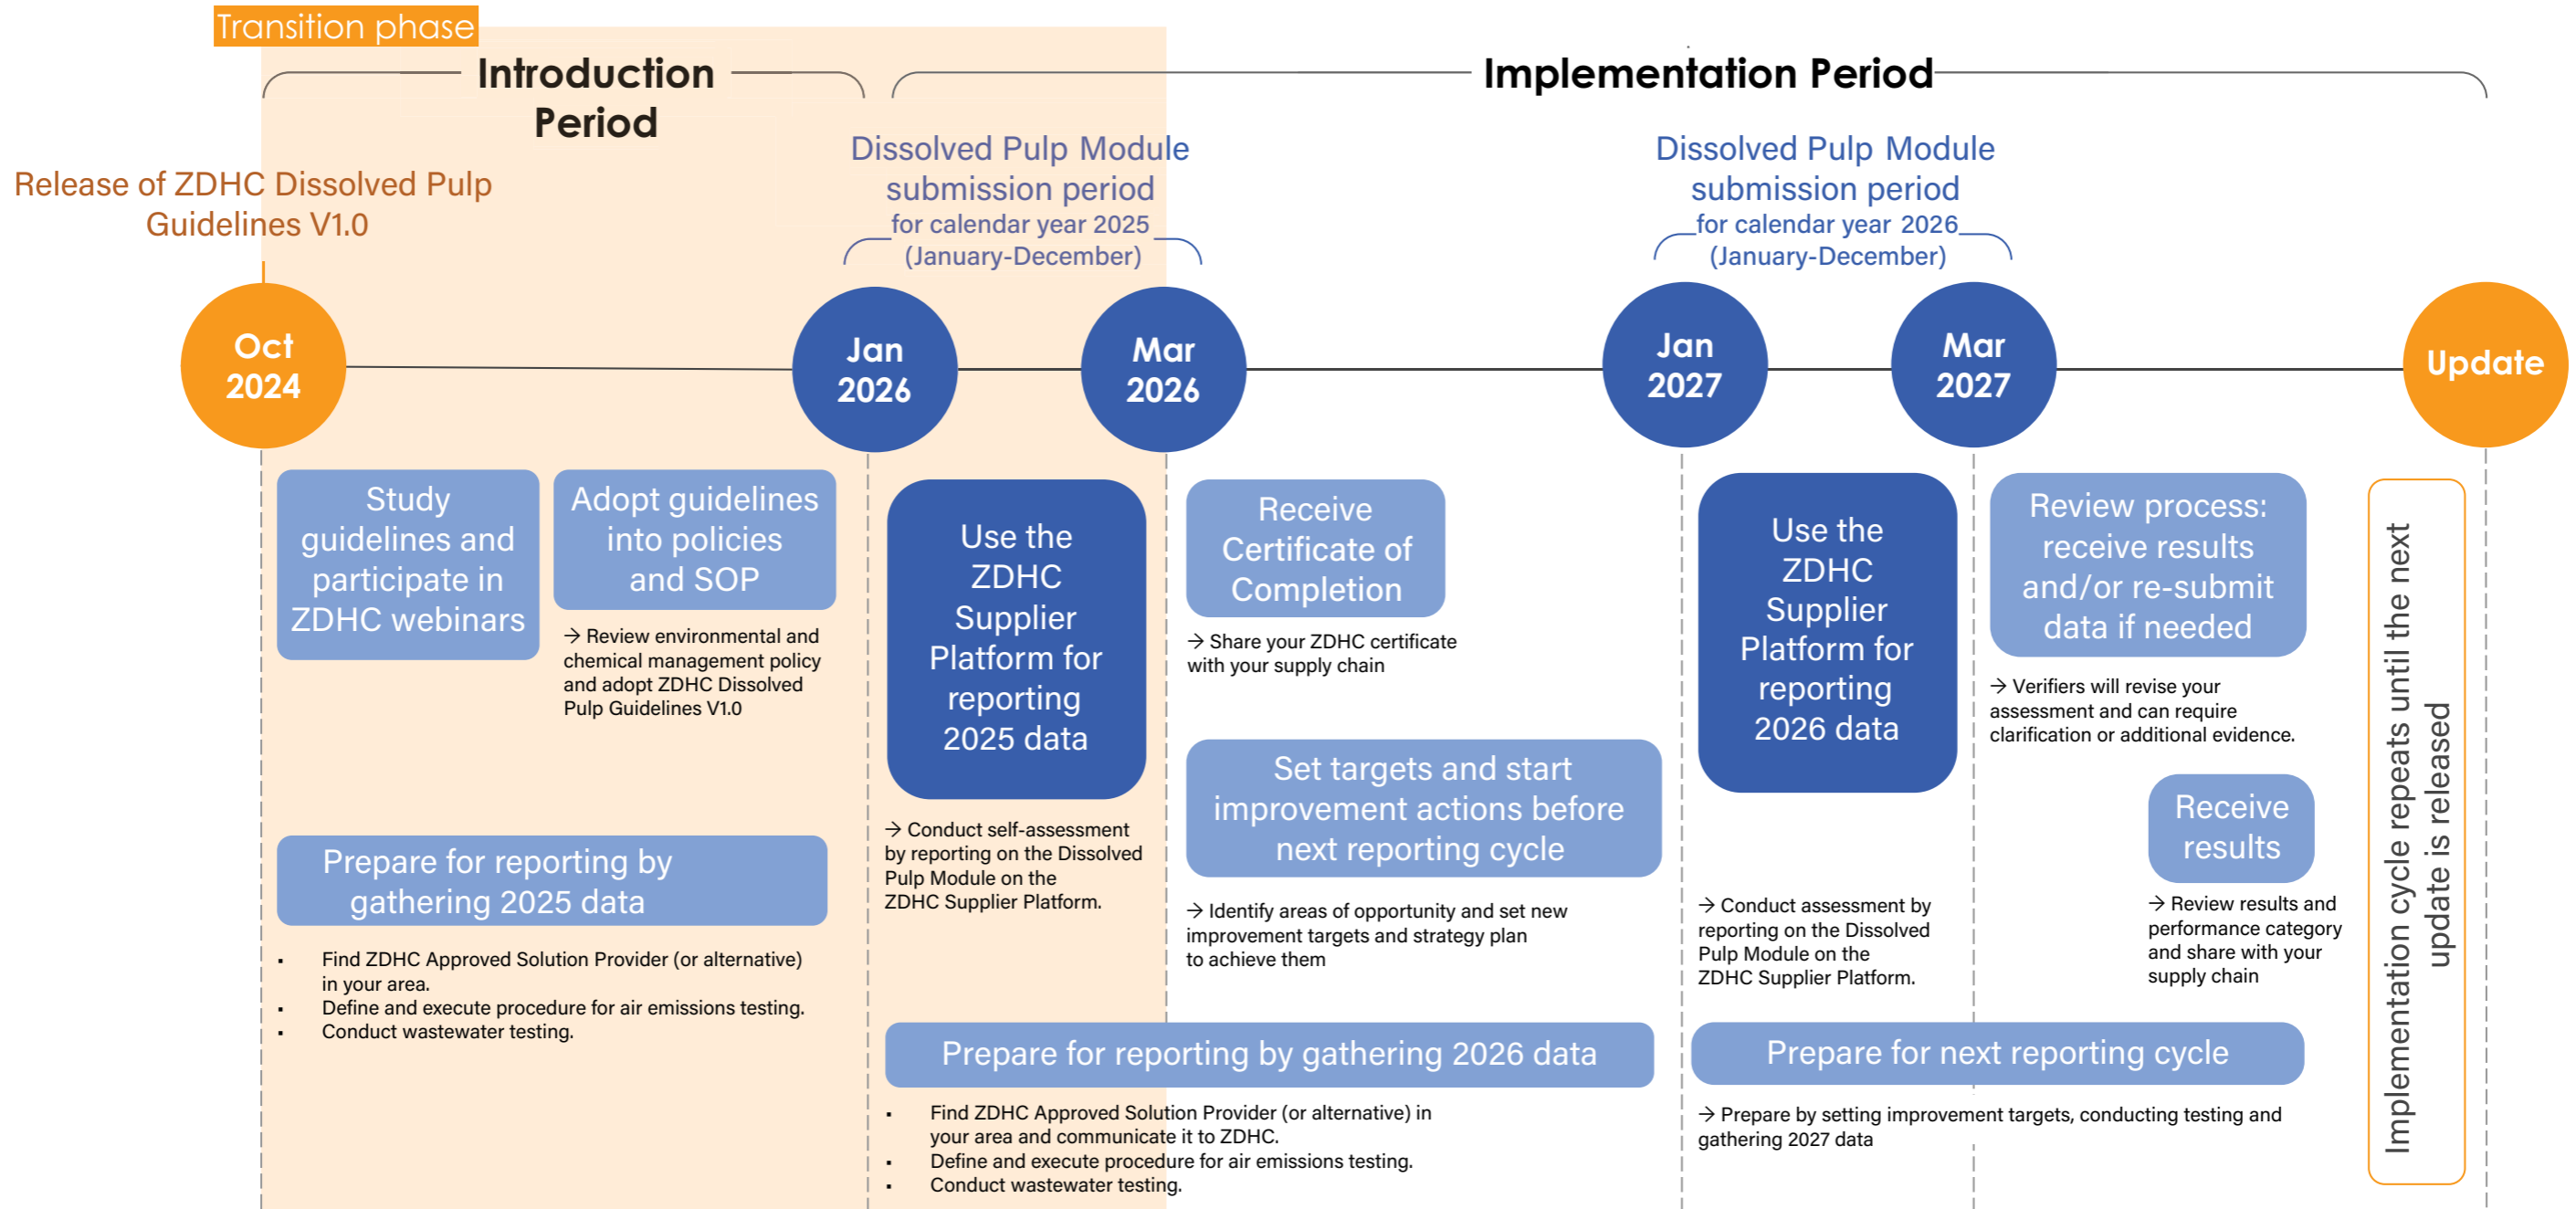 Transition phase
Introduction
Period
Implementation Period
Release of ZDHC Dissolved Pulp
Guidelines V1.0
Dissolved Pulp Module
submission period
for calendar year 2025
(January-December)
Dissolved Pulp Module
submission period
for calendar year 2026
(January-December)
Oct
2024
Jan
2026
Mar
2026
Jan
2027
Mar
2027
Update
Study
guidelines and
participate in
ZDHC webinars
Adopt guidelines
into policies
and SOP
→ Review environmental and
chemical management policy
and adopt ZDHC Dissolved
Pulp Guidelines V1.0
Prepare for reporting by
gathering 2025 data
▪ Find ZDHC Approved Solution Provider (or alternative)
in your area.
▪ Define and execute procedure for air emissions testing.
▪ Conduct wastewater testing.
Use the
ZDHC
Supplier
Platform for
reporting
2025 data
→ Conduct self-assessment
by reporting on the Dissolved
Pulp Module on the
ZDHC Supplier Platform.
Receive
Certificate of
Completion
→ Share your ZDHC certificate
with your supply chain
Set targets and start
improvement actions before
next reporting cycle
→ Identify areas of opportunity and set new
improvement targets and strategy plan
to achieve them
Prepare for reporting by gathering 2026 data
▪ Find ZDHC Approved Solution Provider (or alternative) in
your area and communicate it to ZDHC.
▪ Define and execute procedure for air emissions testing.
▪ Conduct wastewater testing.
Use the
ZDHC
Supplier
Platform for
reporting
2026 data
→ Conduct assessment by
reporting on the Dissolved
Pulp Module on the
ZDHC Supplier Platform.
Review process:
receive results
and/or re-submit
data if needed
→ Verifiers will revise your
assessment and can require
clarification or additional evidence.
Receive
results
→ Review results and
performance category
and share with your
supply chain
Prepare for next reporting cycle
→ Prepare by setting improvement targets, conducting testing and
gathering 2027 data
Implementation cycle repeats until the next
update is released